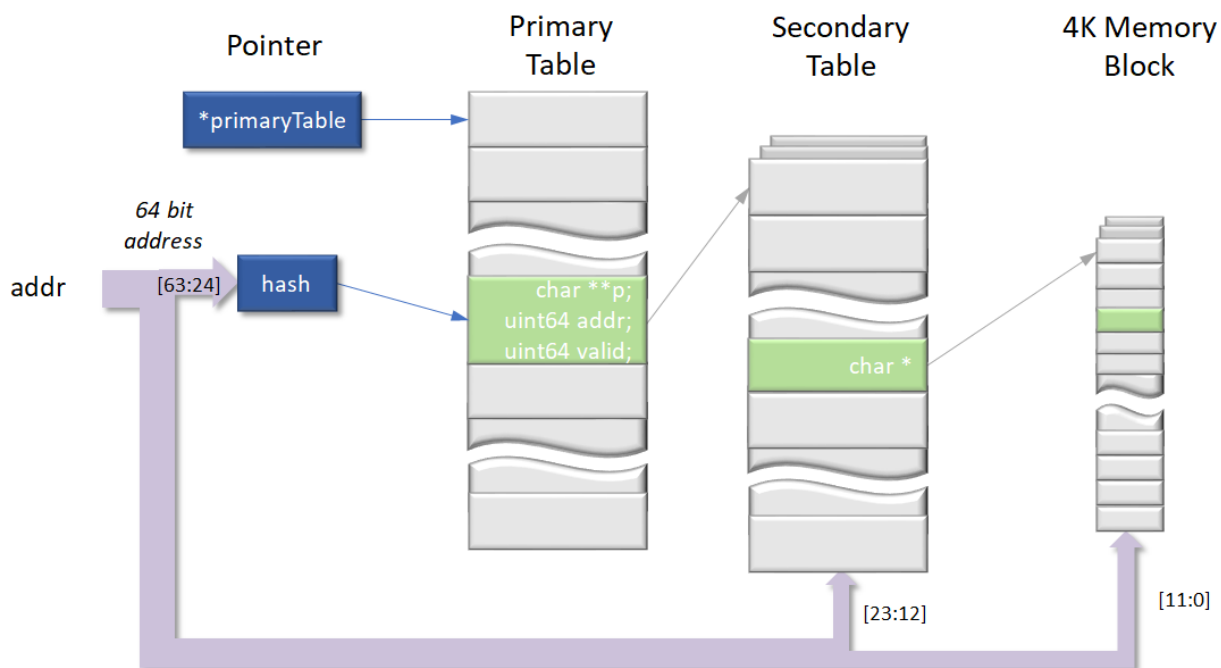 Pointer
Primary
Table
Secondary
Table
4K Memory
Block
*primaryTable
64 bit
address
addr
[63:24]
hash
char **p;
uint64 addr;
uint64 valid;
char *
[23:12]
[11:0]